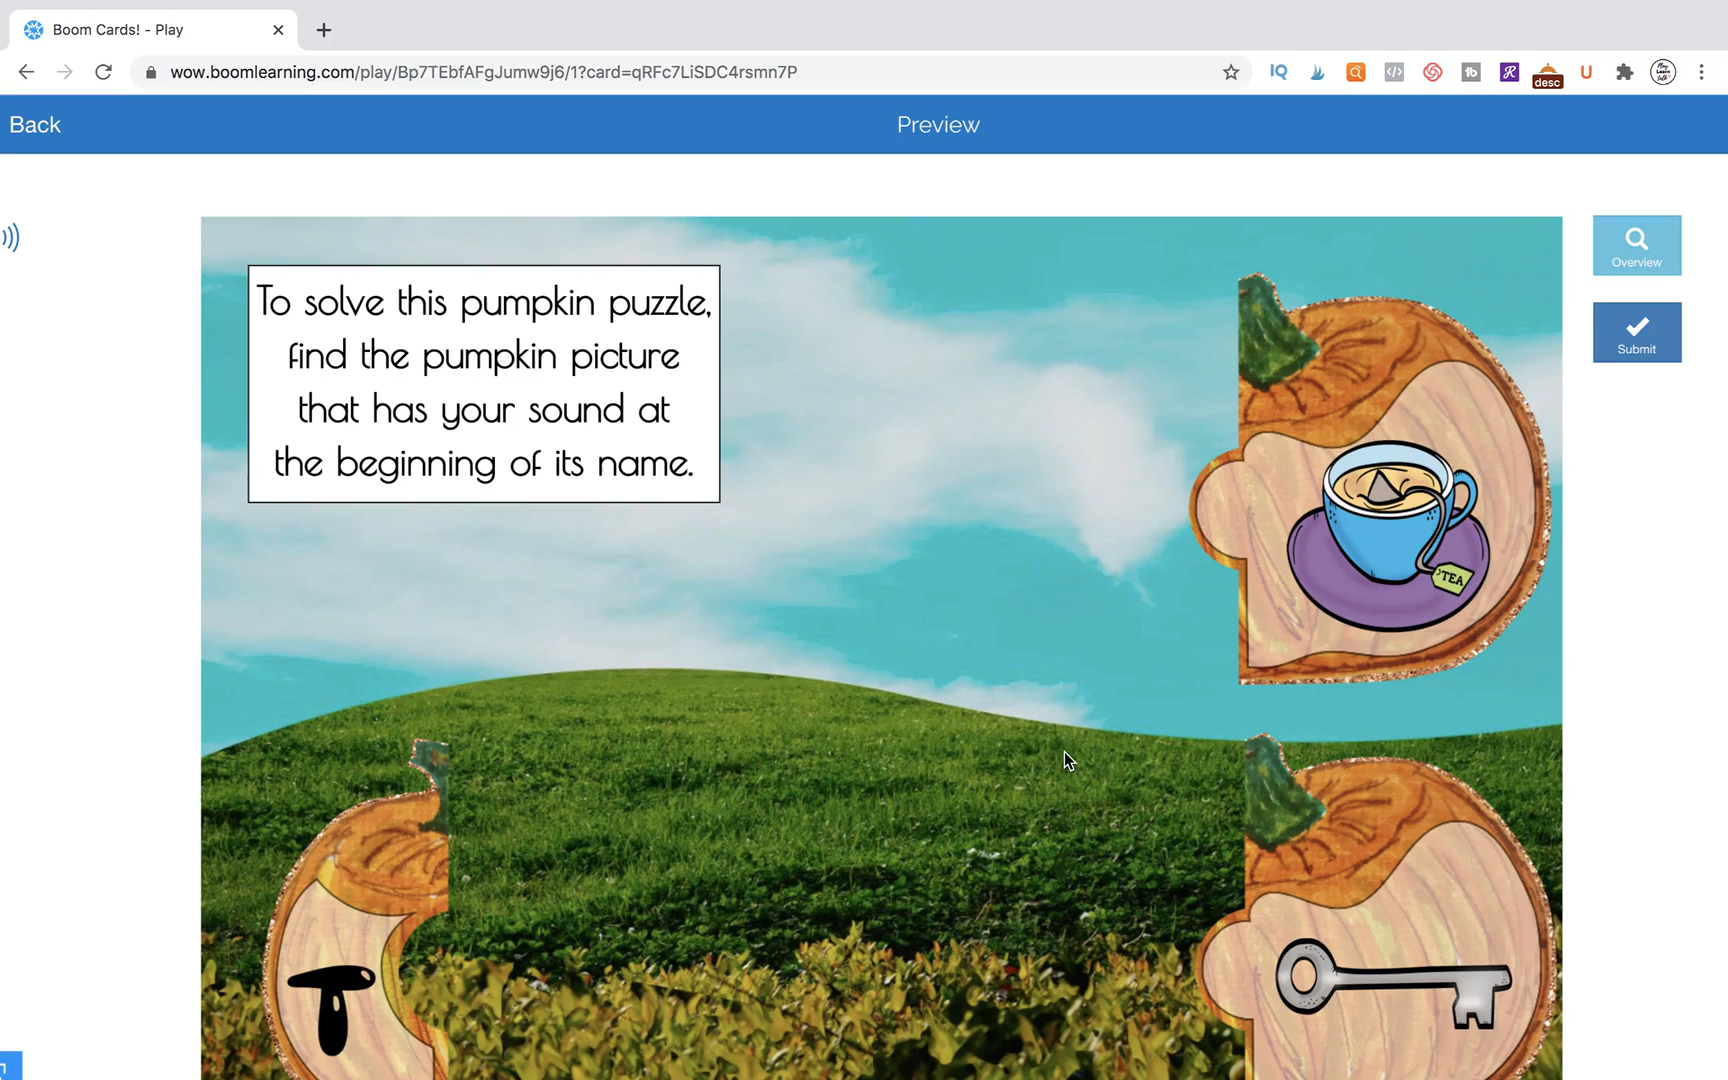 Boom Cards! - Play
wow.boomlearning.com/play/Bp7TEbfAFgJumw9j6/1?card=qRFc7LiSDC4rsmn7P
IQ
R
desc
U
Back
Preview
Overview
Submit
To solve this pumpkin puzzle,
find the pumpkin picture
that has your sound at
the beginning of its name.
TEA
T